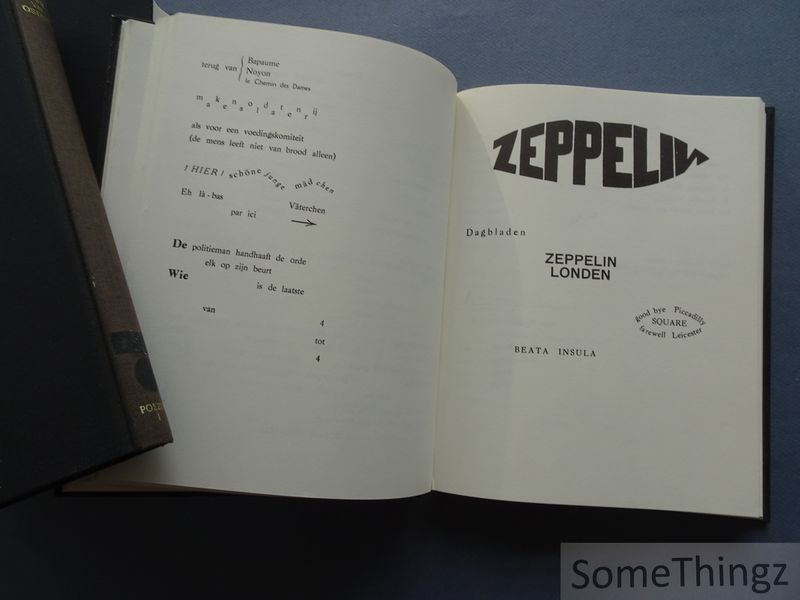 OST
POEZ
I
terug van { Bapaume
Noyon
le Chemin des Dames
m a k e n o d t n ij
m a e s l a e r
als voor een voedingskomiteit
(de mens leeft niet van brood alleen)
! HIER ! schöne junge mädchen
Eh là-bas Väterchen
par ici →
De politieman handhaaft de orde
elk op zijn beurt
Wie is de laatste
van
4
tot
4
ZEPPELIN
Dagbladen
ZEPPELIN
LONDEN
good bye Piccadilly
SQUARE
farewell Leicester
BEATA INSULA
SomeThingz